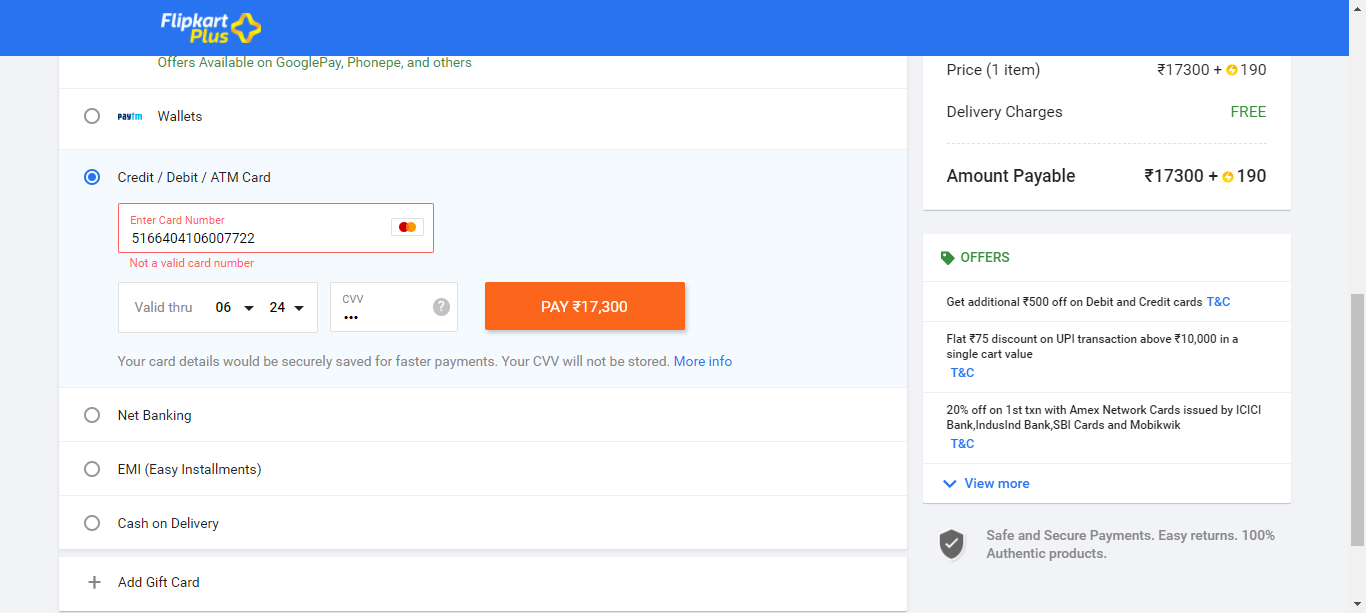 Flipkart
Plus
Offers Available on GooglePay, Phonepe, and others
paytm Wallets
Credit / Debit / ATM Card
Enter Card Number
5166404106007722
Not a valid card number
Valid thru 06 24
CVV
•••
?
PAY ₹17,300
Your card details would be securely saved for faster payments. Your CVV will not be stored. More info
Net Banking
EMI (Easy Installments)
Cash on Delivery
+ Add Gift Card
Price (1 item) ₹17300 + 190
Delivery Charges FREE
Amount Payable ₹17300 + 190
OFFERS
Get additional ₹500 off on Debit and Credit cards T&C
Flat ₹75 discount on UPI transaction above ₹10,000 in a
single cart value
T&C
20% off on 1st txn with Amex Network Cards issued by ICICI
Bank,IndusInd Bank,SBI Cards and Mobikwik
T&C
View more
Safe and Secure Payments. Easy returns. 100%
Authentic products.